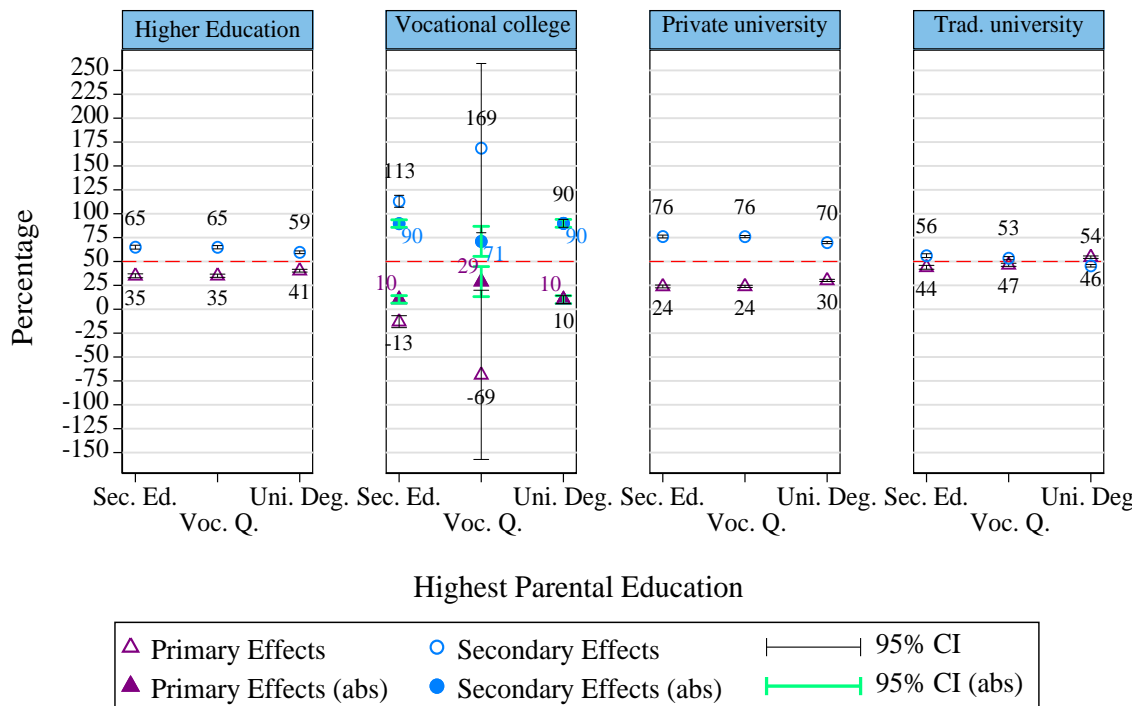 Higher Education Vocational college Private university Trad. university
Percentage
250
225
200
175
150
125
100
75
50
25
0
-25
-50
-75
-100
-125
-150
65 65 59
35 35 41
169
113
90
90 71 90
29
10 10
-13 10
-69
76 76 70
24 24 30
56 53 54
44 47 46
Sec. Ed. Uni. Deg. Sec. Ed. Uni. Deg. Sec. Ed. Uni. Deg. Sec. Ed. Uni. Deg.
Voc. Q. Voc. Q. Voc. Q. Voc. Q.
Highest Parental Education
Primary Effects Secondary Effects 95% CI
Primary Effects (abs) Secondary Effects (abs) 95% CI (abs)